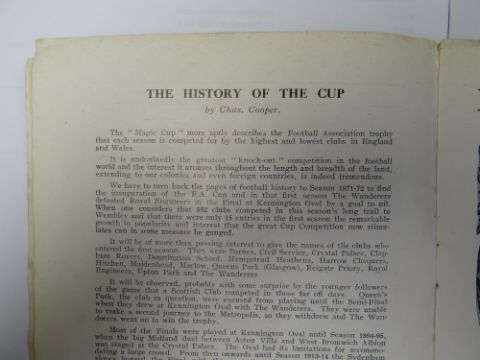 THE HISTORY OF THE CUP
by Chas. Cooper.
The "Magic Cup" more aptly describes the Football Association trophy
that each season is competed for by the highest and lowest clubs in England
and Wales.
It is undoubtedly the greatest "knock-out" competition in the football
world and the interest it arouses throughout the length and breadth of the land,
extending to our colonies and even foreign countries, is indeed tremendous.
We have to turn back the pages of football history to Season 1871-72 to find
the inauguration of the F.A. Cup and in that first season The Wanderers
defeated Royal Engineers in the Final at Kennington Oval by a goal to nil.
When one considers that 882 clubs competed in this season's long trail to
Wembley and that there were only 15 entries in the first season the remarkable
growth in popularity and interest that the great Cup Competition now stimu-
lates can in some measure be gauged.
It will be of more than passing interest to give the names of the clubs who
entered the first season. They were Barnes, Civil Service, Crystal Palace, Clap-
ham Rovers, Donnington School, Hampstead Heathens, Harrow Chequers,
Hitchin, Maidenhead, Marlow, Queens Park (Glasgow), Reigate Priory, Royal
Engineers, Upton Park and The Wanderers.
It will be observed, probably with some surprise by the younger followers
of the game that a Scottish Club competed in those far off days. Queen's
Park, the club in question, were excused from playing until the Semi-Final
when they drew at Kennington Oval with The Wanderers. They were unable
to make a second journey to the Metropolis, so they withdrew and The Wan-
derers went on to win the trophy.
Most of the Finals were played at Kennington Oval until Season 1894-95,
when the big Midland duel between Aston Villa and West Bromwich Albion
was staged at the Crystal Palace. The Oval had its limitations for accommo-
dating a large crowd. From then onwards until Season 1913-14 the Sydenham